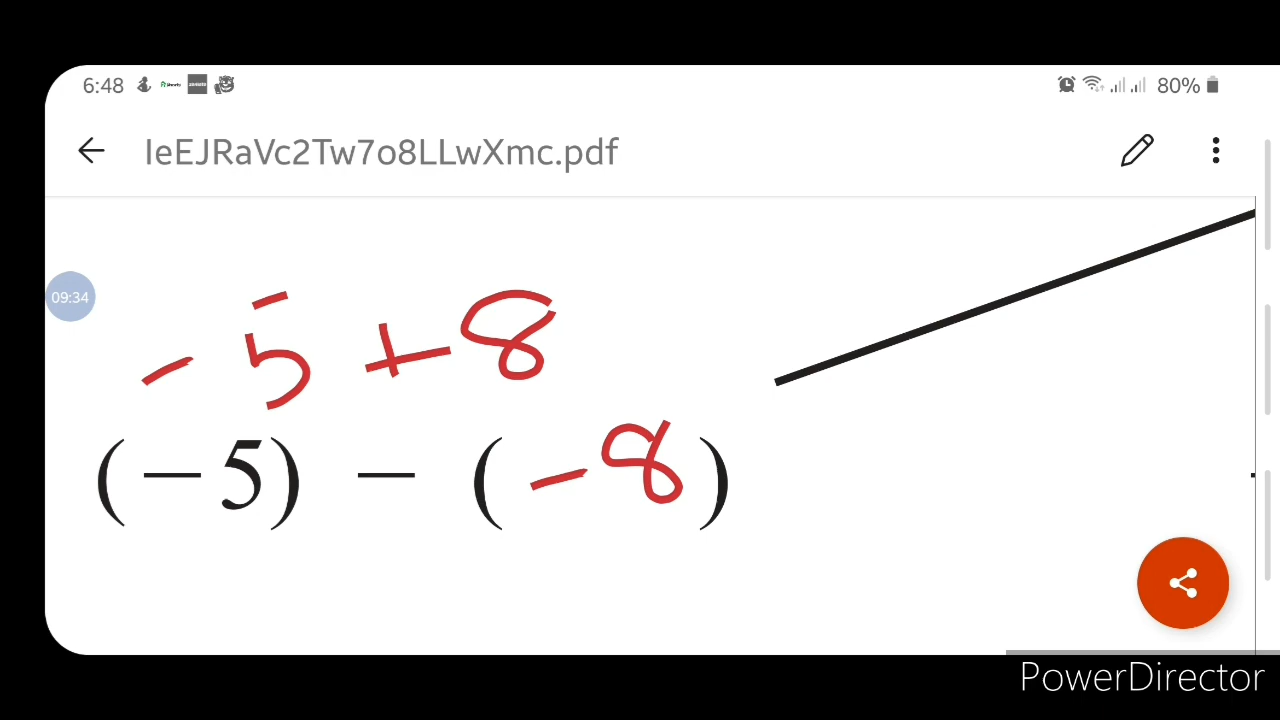 6:48 80%
IeEJRaVc2Tw7o8LLwXmc.pdf
09:34
- 5 + 8
(-5) - (-8)
PowerDirector